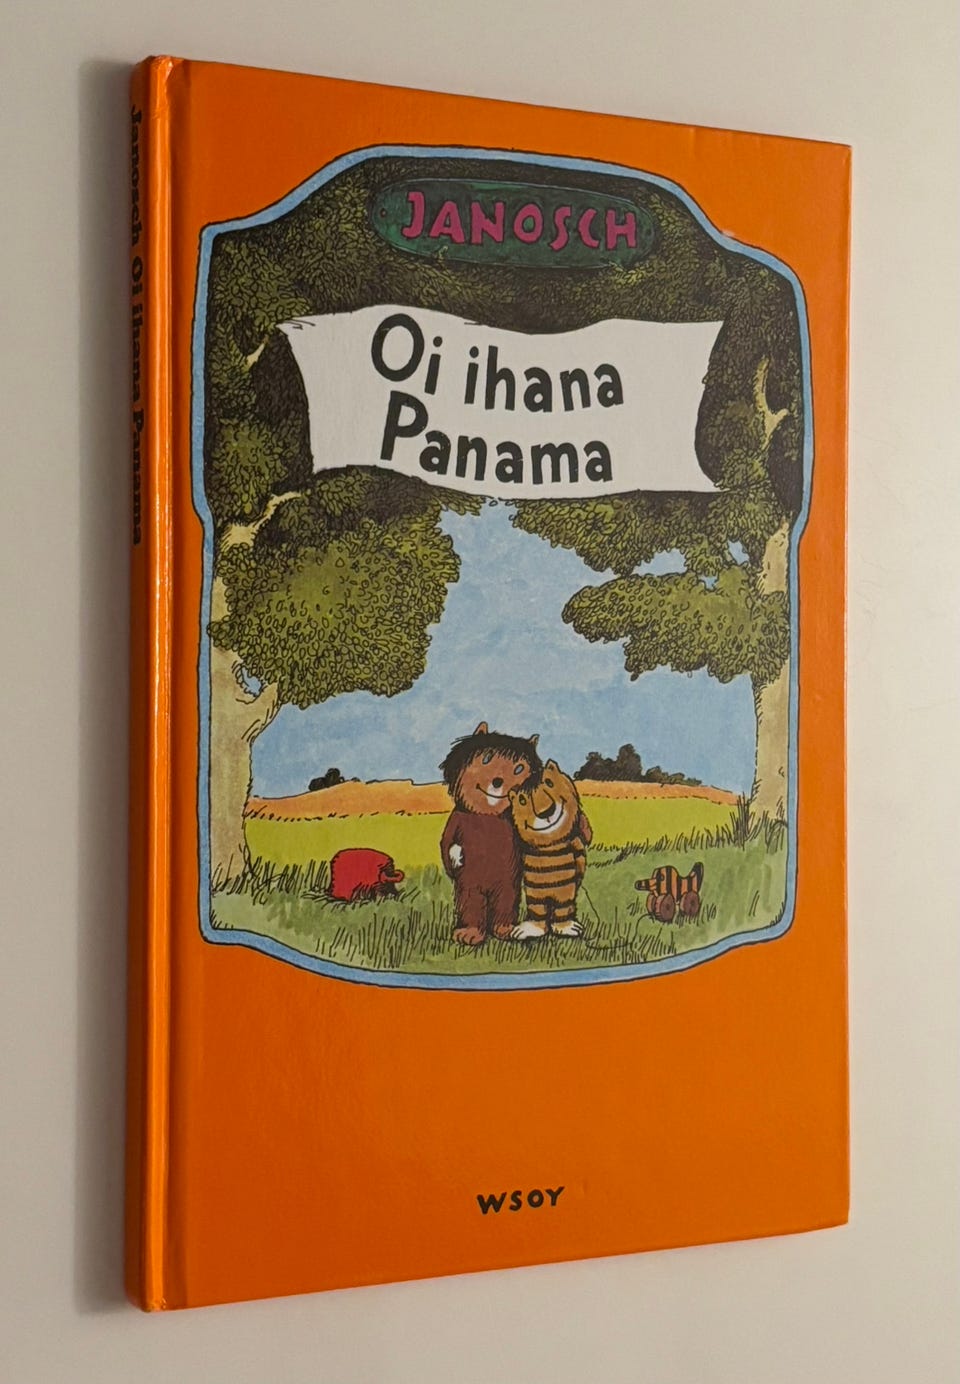 Janosch Oi ihana Panama
JANOSCH
Oi ihana
Panama
WSOY